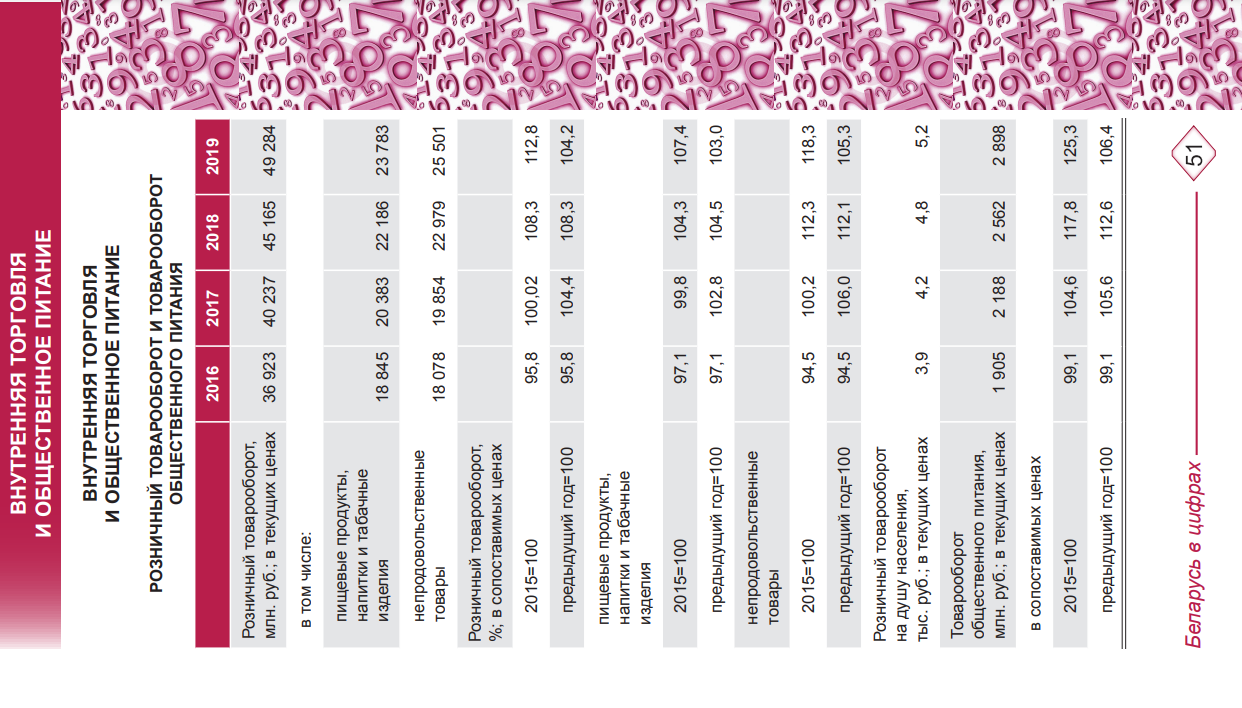 ВНУТРЕННЯЯ ТОРГОВЛЯ
И ОБЩЕСТВЕННОЕ ПИТАНИЕ
ВНУТРЕННЯЯ ТОРГОВЛЯ
И ОБЩЕСТВЕННОЕ ПИТАНИЕ
РОЗНИЧНЫЙ ТОВАРООБОРОТ И ТОВАРООБОРОТ
ОБЩЕСТВЕННОГО ПИТАНИЯ
2016 2017 2018 2019
Розничный товарооборот,
млн. руб.; в текущих ценах 36 923 40 237 45 165 49 284
в том числе:
пищевые продукты,
напитки и табачные
изделия 18 845 20 383 22 186 23 783
непродовольственные
товары 18 078 19 854 22 979 25 501
Розничный товарооборот,
%; в сопоставимых ценах
2015=100 95,8 100,02 108,3 112,8
предыдущий год=100 95,8 104,4 108,3 104,2
пищевые продукты,
напитки и табачные
изделия
2015=100 97,1 99,8 104,3 107,4
предыдущий год=100 97,1 102,8 104,5 103,0
непродовольственные
товары
2015=100 94,5 100,2 112,3 118,3
предыдущий год=100 94,5 106,0 112,1 105,3
Розничный товарооборот
на душу населения,
тыс. руб.; в текущих ценах 3,9 4,2 4,8 5,2
Товарооборот
общественного питания,
млн. руб.; в текущих ценах 1 905 2 188 2 562 2 898
в сопоставимых ценах
2015=100 99,1 104,6 117,8 125,3
предыдущий год=100 99,1 105,6 112,6 106,4
Беларусь в цифрах 51